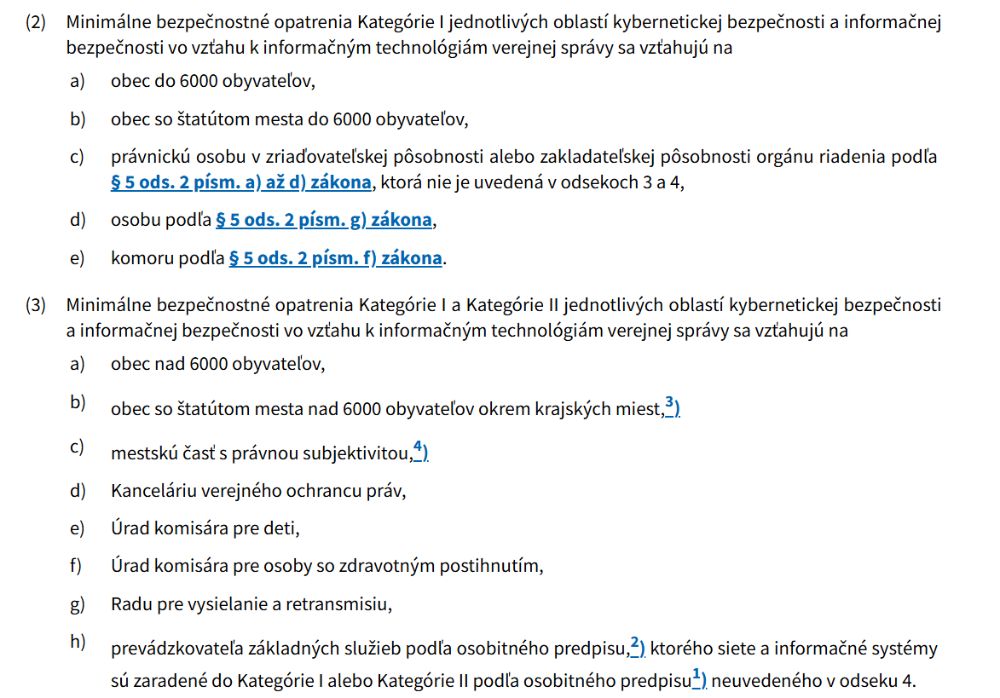 (2) Minimálne bezpečnostné opatrenia Kategórie I jednotlivých oblastí kybernetickej bezpečnosti a informačnej
bezpečnosti vo vzťahu k informačným technológiám verejnej správy sa vzťahujú na
a) obec do 6000 obyvateľov,
b) obec so štatútom mesta do 6000 obyvateľov,
c) právnickú osobu v zriaďovateľskej pôsobnosti alebo zakladateľskej pôsobnosti orgánu riadenia podľa
§ 5 ods. 2 písm. a) až d) zákona, ktorá nie je uvedená v odsekoch 3 a 4,
d) osobu podľa § 5 ods. 2 písm. g) zákona,
e) komoru podľa § 5 ods. 2 písm. f) zákona.
(3) Minimálne bezpečnostné opatrenia Kategórie I a Kategórie II jednotlivých oblastí kybernetickej bezpečnosti
a informačnej bezpečnosti vo vzťahu k informačným technológiám verejnej správy sa vzťahujú na
a) obec nad 6000 obyvateľov,
b) obec so štatútom mesta nad 6000 obyvateľov okrem krajských miest,3)
c) mestskú časť s právnou subjektivitou,4)
d) Kanceláriu verejného ochrancu práv,
e) Úrad komisára pre deti,
f) Úrad komisára pre osoby so zdravotným postihnutím,
g) Radu pre vysielanie a retransmisiu,
h) prevádzkovateľa základných služieb podľa osobitného predpisu,2) ktorého siete a informačné systémy
sú zaradené do Kategórie I alebo Kategórie II podľa osobitného predpisu1) neuvedeného v odseku 4.